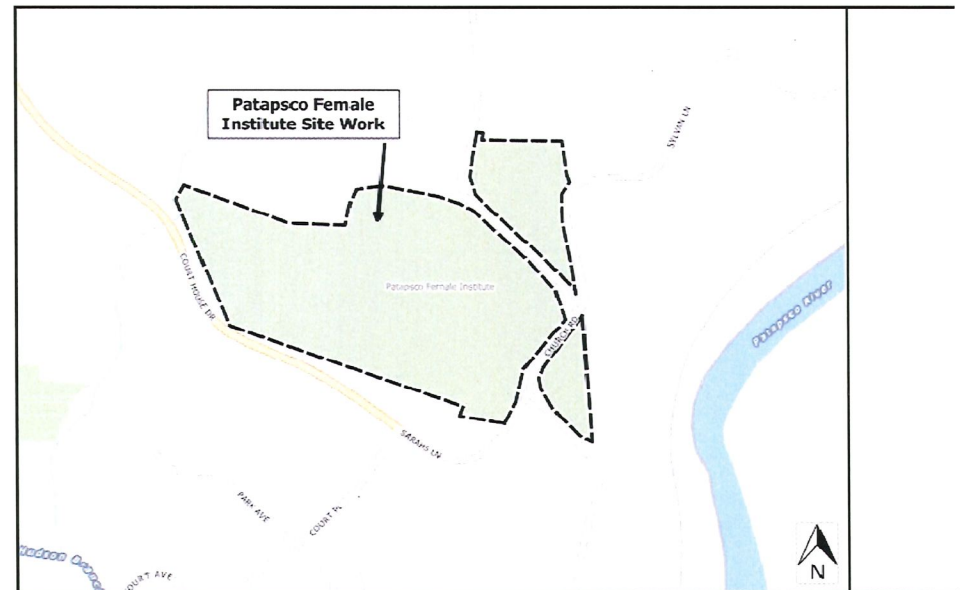 Patapsco Female
Institute Site Work
SYLVAN LN
COURT HOUSE DR
Patapsco Female Institute
Patapsco River
CHURCH RD
SARAHS LN
PARK AVE
COURT
COURT AVE
N